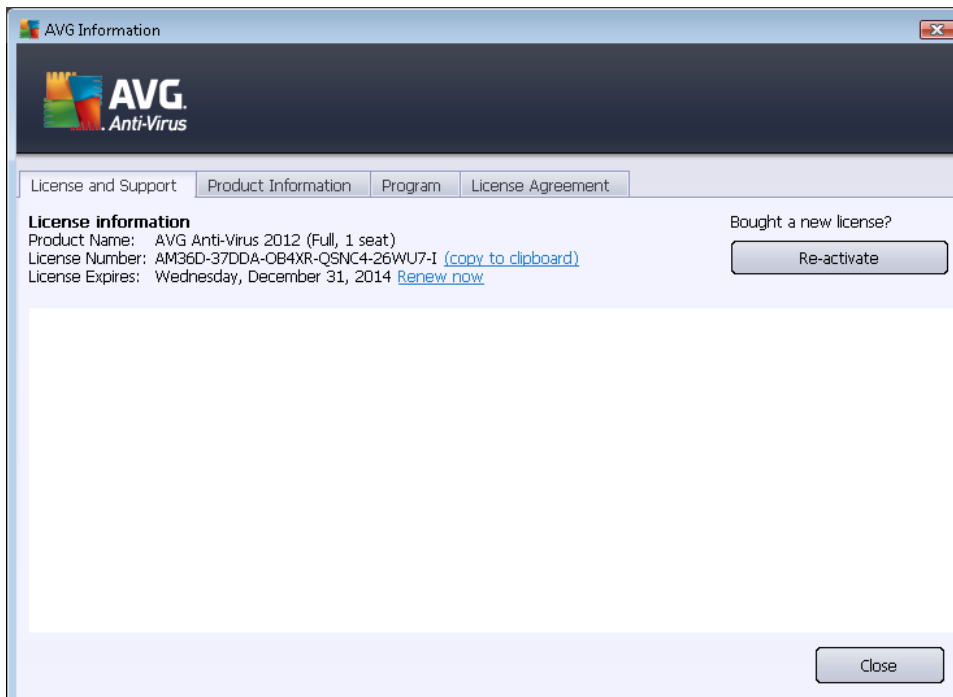 AVG Information
AVG.
Anti-Virus
License and Support
Product Information
Program
License Agreement
License information
Product Name: AVG Anti-Virus 2012 (Full, 1 seat)
License Number: AM36D-37DDA-OB4XR-QSNC4-26WU7-I (copy to clipboard)
License Expires: Wednesday, December 31, 2014 Renew now
Bought a new license?
Re-activate
Close